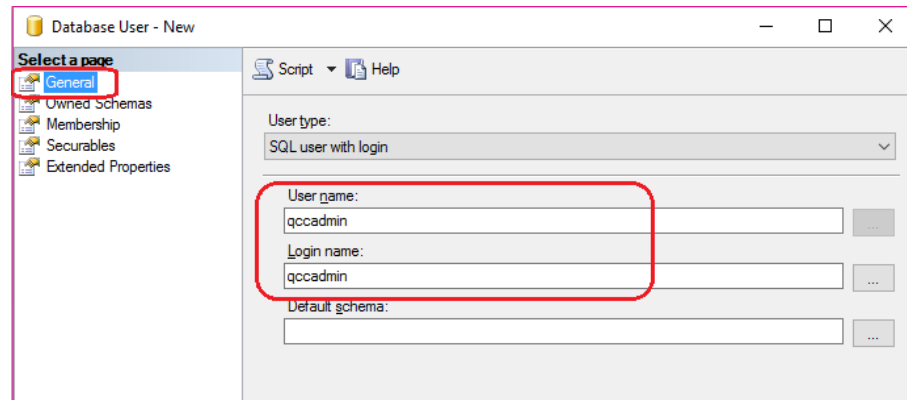 Database User - New
Select a page
General
Owned Schemas
Membership
Securables
Extended Properties
Script
Help
User type:
SQL user with login
User name:
qccadmin
...
Login name:
qccadmin
...
Default schema:
...